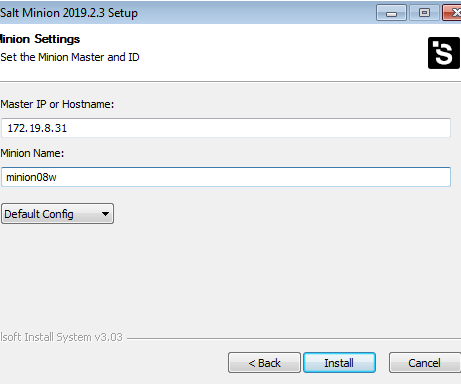 Salt Minion 2019.2.3 Setup
Minion Settings
Set the Minion Master and ID
S
Master IP or Hostname:
172.19.8.31
Minion Name:
minion08w
Default Config
lsoft Install System v3.03
< Back Install Cancel